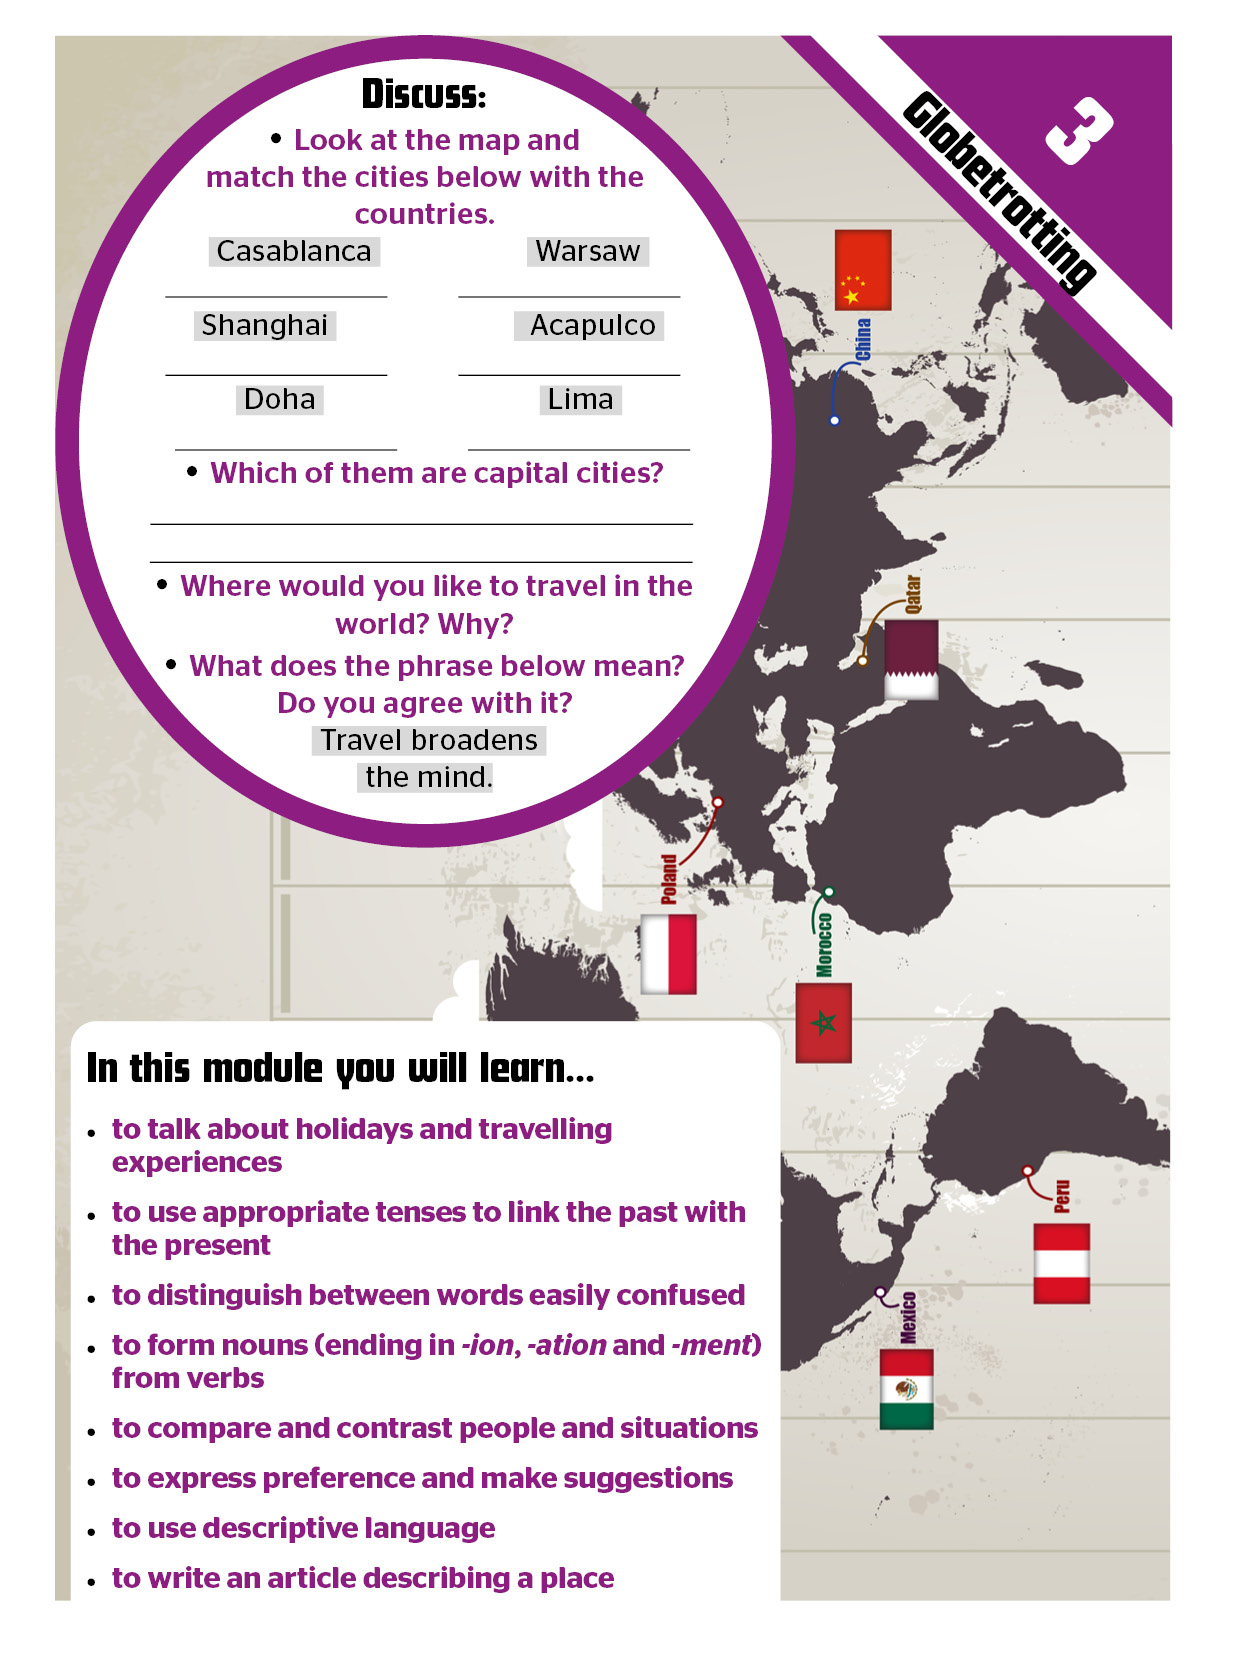 3
Globetrotting
Discuss:
• Look at the map and
match the cities below with the
countries.
Casablanca Warsaw
Shanghai Acapulco
Doha Lima
• Which of them are capital cities?
• Where would you like to travel in the
world? Why?
• What does the phrase below mean?
Do you agree with it?
Travel broadens
the mind.
China
Qatar
Poland
Morocco
Peru
Mexico
In this module you will learn...
• to talk about holidays and travelling
experiences
• to use appropriate tenses to link the past with
the present
• to distinguish between words easily confused
• to form nouns (ending in -ion, -ation and -ment)
from verbs
• to compare and contrast people and situations
• to express preference and make suggestions
• to use descriptive language
• to write an article describing a place